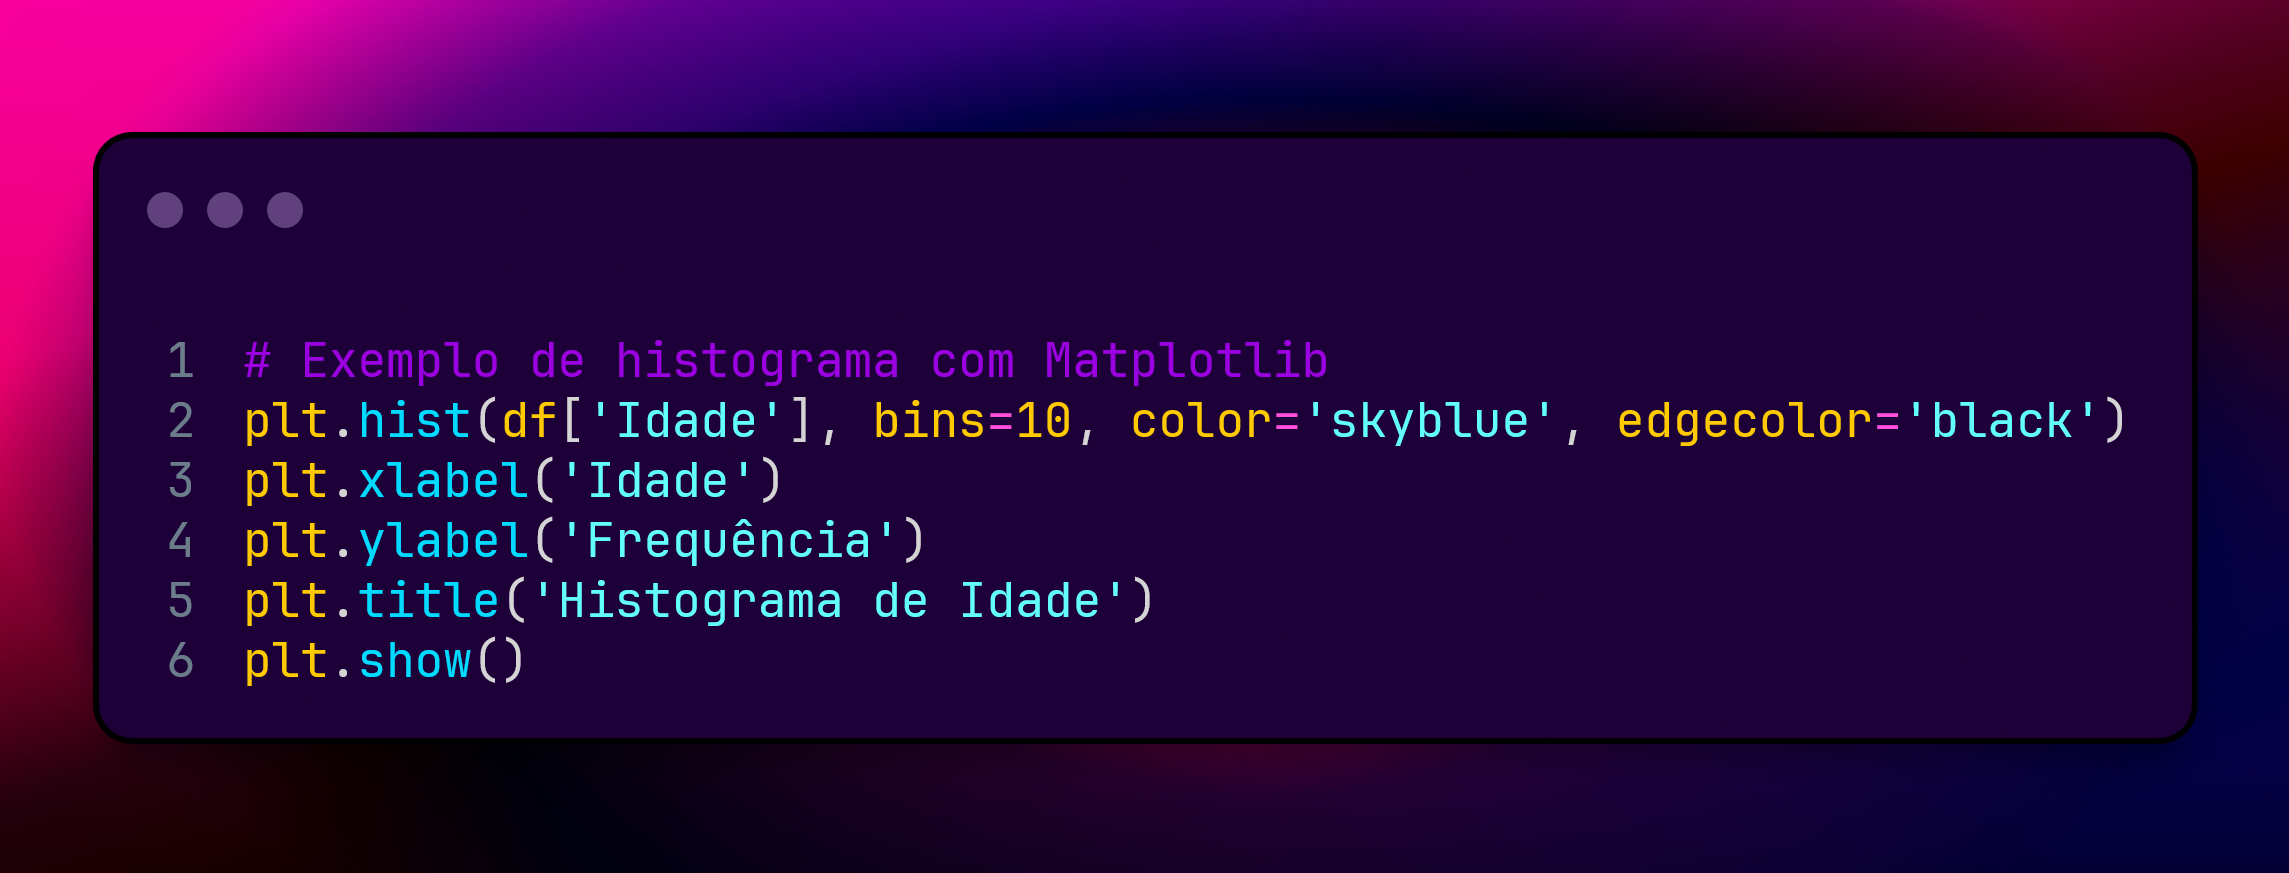 1 # Exemplo de histograma com Matplotlib
2 plt.hist(df['Idade'], bins=10, color='skyblue', edgecolor='black')
3 plt.xlabel('Idade')
4 plt.ylabel('Frequência')
5 plt.title('Histograma de Idade')
6 plt.show()